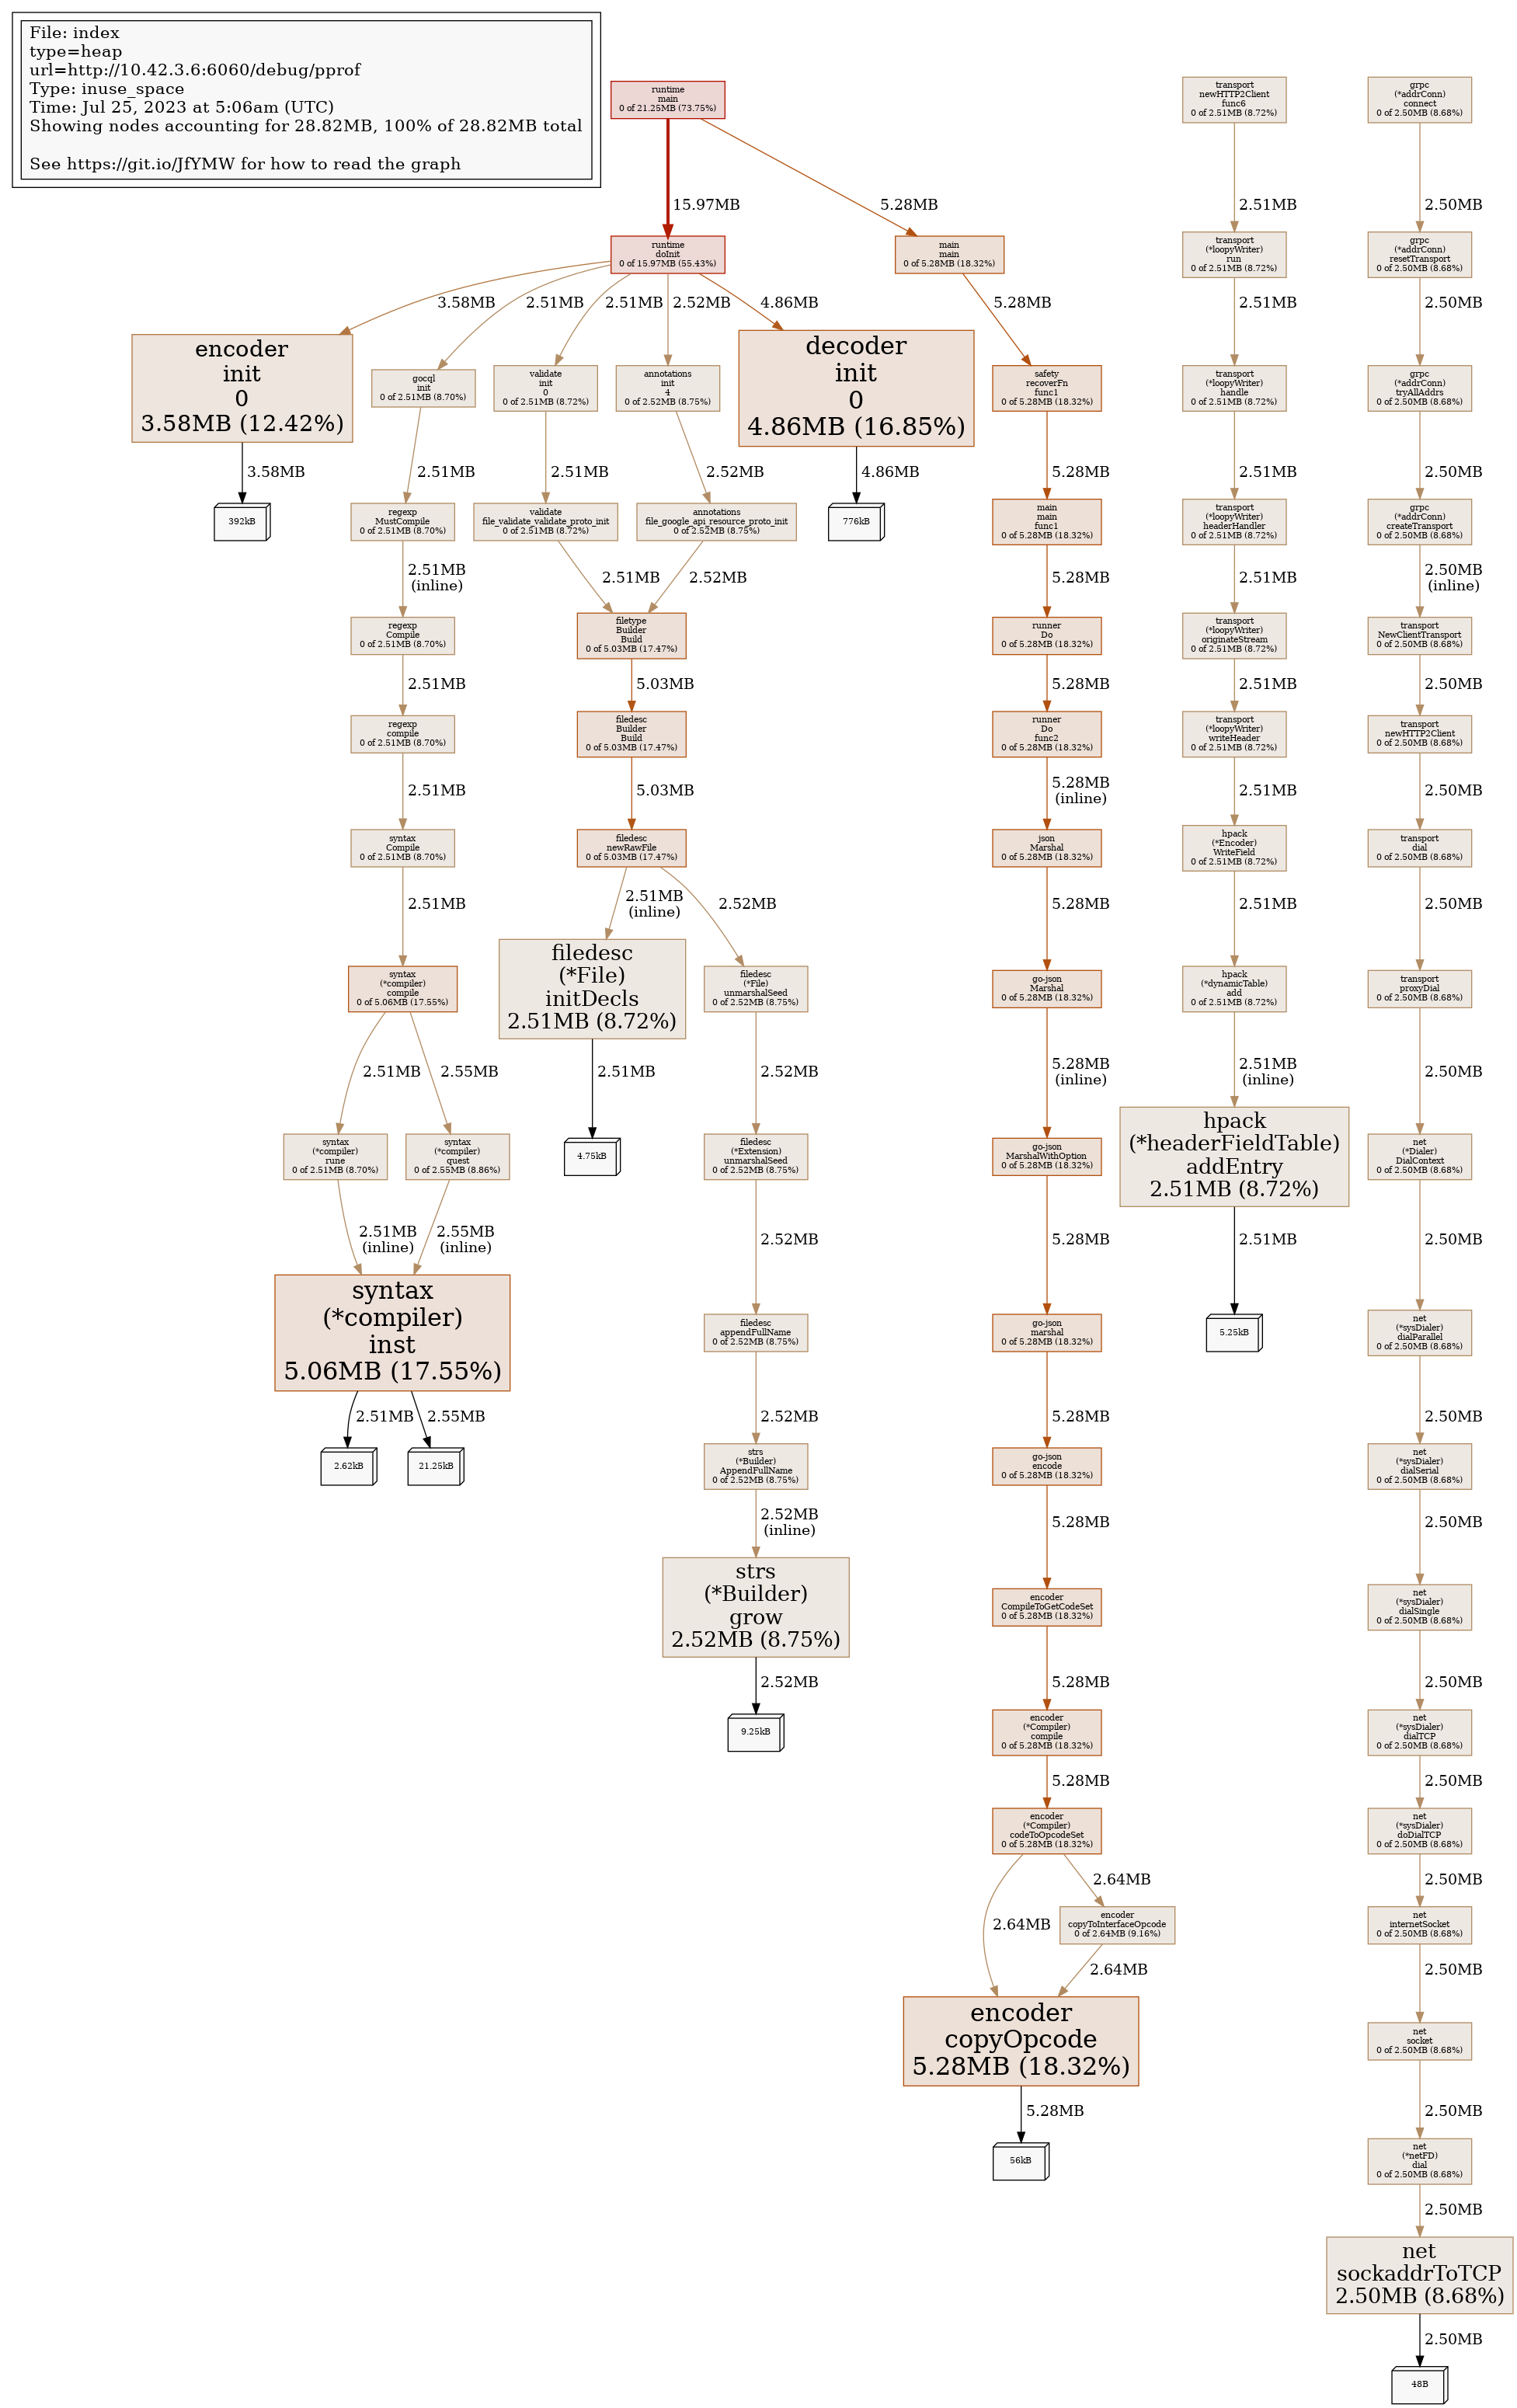 File: index
type=heap
url=http://10.42.3.6:6060/debug/pprof
Type: inuse_space
Time: Jul 25, 2023 at 5:06am (UTC)
Showing nodes accounting for 28.82MB, 100% of 28.82MB total
See https://git.io/JfYMW for how to read the graph
runtime
main
0 of 21.25MB (73.75%)
15.97MB
5.28MB
runtime
doInit
0 of 15.97MB (55.43%)
main
main
0 of 5.28MB (18.32%)
3.58MB
2.51MB
2.51MB
2.52MB
4.86MB
5.28MB
encoder
init
0
3.58MB (12.42%)
3.58MB
392kB
gocql
init
0 of 2.51MB (8.70%)
2.51MB
regexp
MustCompile
0 of 2.51MB (8.70%)
2.51MB
(inline)
regexp
Compile
0 of 2.51MB (8.70%)
2.51MB
regexp
compile
0 of 2.51MB (8.70%)
2.51MB
syntax
Compile
0 of 2.51MB (8.70%)
2.51MB
syntax
(*compiler)
compile
0 of 5.06MB (17.55%)
2.51MB
2.55MB
syntax
(*compiler)
rune
0 of 2.51MB (8.70%)
syntax
(*compiler)
quest
0 of 2.55MB (8.86%)
2.51MB
(inline)
2.55MB
(inline)
syntax
(*compiler)
inst
5.06MB (17.55%)
2.51MB
2.55MB
2.62kB
21.25kB
validate
init
0
0 of 2.51MB (8.72%)
2.51MB
validate
file_validate_validate_proto_init
0 of 2.51MB (8.72%)
2.51MB
annotations
init
4
0 of 2.52MB (8.75%)
2.52MB
annotations
file_google_api_resource_proto_init
0 of 2.52MB (8.75%)
2.52MB
filetype
Builder
Build
0 of 5.03MB (17.47%)
5.03MB
filedesc
Builder
Build
0 of 5.03MB (17.47%)
5.03MB
filedesc
newRawFile
0 of 5.03MB (17.47%)
2.51MB
(inline)
2.52MB
filedesc
(*File)
initDecls
2.51MB (8.72%)
2.51MB
4.75kB
filedesc
(*File)
unmarshalSeed
0 of 2.52MB (8.75%)
2.52MB
filedesc
(*Extension)
unmarshalSeed
0 of 2.52MB (8.75%)
2.52MB
filedesc
appendFullName
0 of 2.52MB (8.75%)
2.52MB
strs
(*Builder)
AppendFullName
0 of 2.52MB (8.75%)
2.52MB
(inline)
strs
(*Builder)
grow
2.52MB (8.75%)
2.52MB
9.25kB
decoder
init
0
4.86MB (16.85%)
4.86MB
776kB
safety
recoverFn
func1
0 of 5.28MB (18.32%)
5.28MB
main
main
func1
0 of 5.28MB (18.32%)
5.28MB
runner
Do
0 of 5.28MB (18.32%)
5.28MB
runner
Do
func2
0 of 5.28MB (18.32%)
5.28MB
(inline)
json
Marshal
0 of 5.28MB (18.32%)
5.28MB
go-json
Marshal
0 of 5.28MB (18.32%)
5.28MB
(inline)
go-json
MarshalWithOption
0 of 5.28MB (18.32%)
5.28MB
go-json
marshal
0 of 5.28MB (18.32%)
5.28MB
go-json
encode
0 of 5.28MB (18.32%)
5.28MB
encoder
CompileToGetCodeSet
0 of 5.28MB (18.32%)
5.28MB
encoder
(*Compiler)
compile
0 of 5.28MB (18.32%)
5.28MB
encoder
(*Compiler)
codeToOpcodeSet
0 of 5.28MB (18.32%)
2.64MB
2.64MB
encoder
copyToInterfaceOpcode
0 of 2.64MB (9.16%)
2.64MB
encoder
copyOpcode
5.28MB (18.32%)
5.28MB
56kB
transport
newHTTP2Client
func6
0 of 2.51MB (8.72%)
2.51MB
transport
(*loopyWriter)
run
0 of 2.51MB (8.72%)
2.51MB
transport
(*loopyWriter)
handle
0 of 2.51MB (8.72%)
2.51MB
transport
(*loopyWriter)
headerHandler
0 of 2.51MB (8.72%)
2.51MB
transport
(*loopyWriter)
originateStream
0 of 2.51MB (8.72%)
2.51MB
transport
(*loopyWriter)
writeHeader
0 of 2.51MB (8.72%)
2.51MB
hpack
(*Encoder)
WriteField
0 of 2.51MB (8.72%)
2.51MB
hpack
(*dynamicTable)
add
0 of 2.51MB (8.72%)
2.51MB
(inline)
hpack
(*headerFieldTable)
addEntry
2.51MB (8.72%)
2.51MB
5.25kB
grpc
(*addrConn)
connect
0 of 2.50MB (8.68%)
2.50MB
grpc
(*addrConn)
resetTransport
0 of 2.50MB (8.68%)
2.50MB
grpc
(*addrConn)
tryAllAddrs
0 of 2.50MB (8.68%)
2.50MB
grpc
(*addrConn)
createTransport
0 of 2.50MB (8.68%)
2.50MB
(inline)
transport
NewClientTransport
0 of 2.50MB (8.68%)
2.50MB
transport
newHTTP2Client
0 of 2.50MB (8.68%)
2.50MB
transport
dial
0 of 2.50MB (8.68%)
2.50MB
transport
proxyDial
0 of 2.50MB (8.68%)
2.50MB
net
(*Dialer)
DialContext
0 of 2.50MB (8.68%)
2.50MB
net
(*sysDialer)
dialParallel
0 of 2.50MB (8.68%)
2.50MB
net
(*sysDialer)
dialSerial
0 of 2.50MB (8.68%)
2.50MB
net
(*sysDialer)
dialSingle
0 of 2.50MB (8.68%)
2.50MB
net
(*sysDialer)
dialTCP
0 of 2.50MB (8.68%)
2.50MB
net
(*sysDialer)
doDialTCP
0 of 2.50MB (8.68%)
2.50MB
net
internetSocket
0 of 2.50MB (8.68%)
2.50MB
net
socket
0 of 2.50MB (8.68%)
2.50MB
net
(*netFD)
dial
0 of 2.50MB (8.68%)
2.50MB
net
sockaddrToTCP
2.50MB (8.68%)
2.50MB
48B